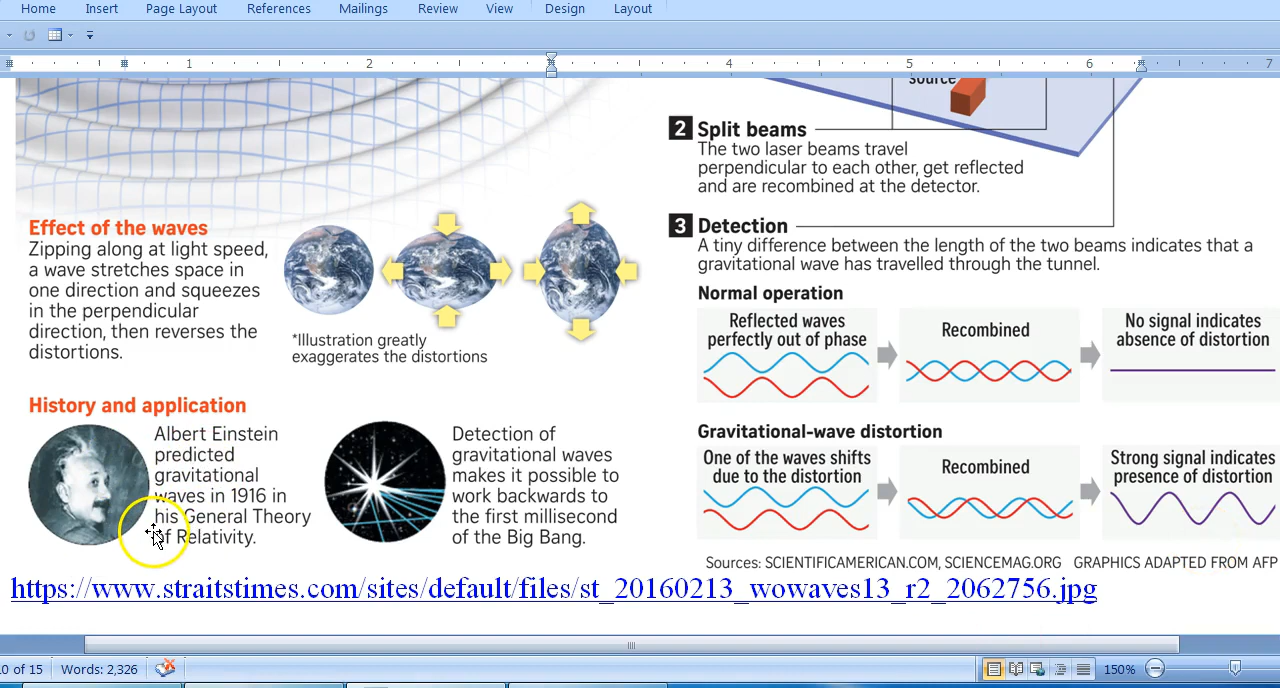 Home Insert Page Layout References Mailings Review View Design Layout
1 2 4 5 6 7
source
2 Split beams
The two laser beams travel
perpendicular to each other, get reflected
and are recombined at the detector.
3 Detection
A tiny difference between the length of the two beams indicates that a
gravitational wave has travelled through the tunnel.
Effect of the waves
Zipping along at light speed,
a wave stretches space in
one direction and squeezes
in the perpendicular
direction, then reverses the
distortions.
*Illustration greatly
exaggerates the distortions
Normal operation
Reflected waves
perfectly out of phase
Recombined
No signal indicates
absence of distortion
Gravitational-wave distortion
One of the waves shifts
due to the distortion
Recombined
Strong signal indicates
presence of distortion
History and application
Albert Einstein
predicted
gravitational
waves in 1916 in
his General Theory
of Relativity.
Detection of
gravitational waves
makes it possible to
work backwards to
the first millisecond
of the Big Bang.
Sources: SCIENTIFICAMERICAN.COM, SCIENCEMAG.ORG GRAPHICS ADAPTED FROM AFP
https://www.straitstimes.com/sites/default/files/st_20160213_wowaves13_r2_2062756.jpg
0 of 15 Words: 2,326 150%